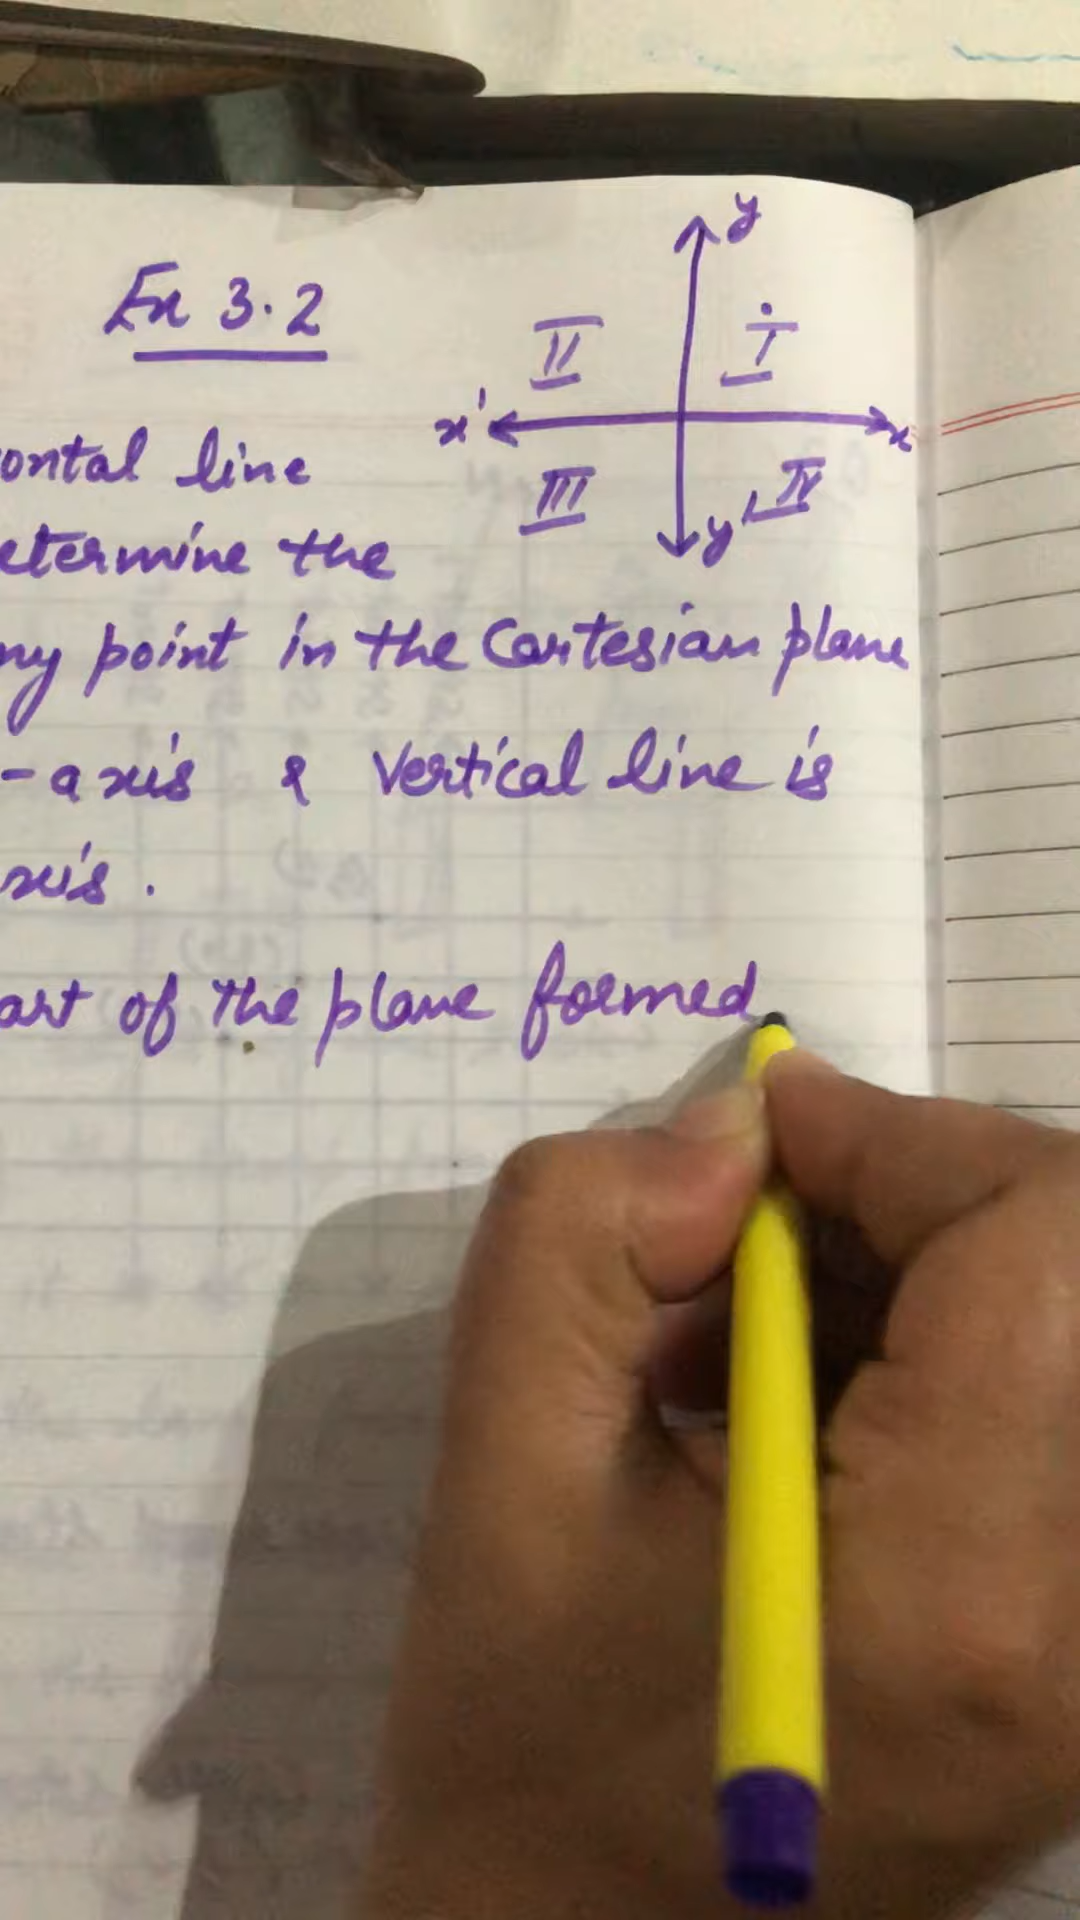 Ex 3.2
y
II
I
x'
x
III
IV
y'
ontal line
etermine the
ny point in the Cartesian plane
-axis & Vertical line is
xis.
art of the plane formed